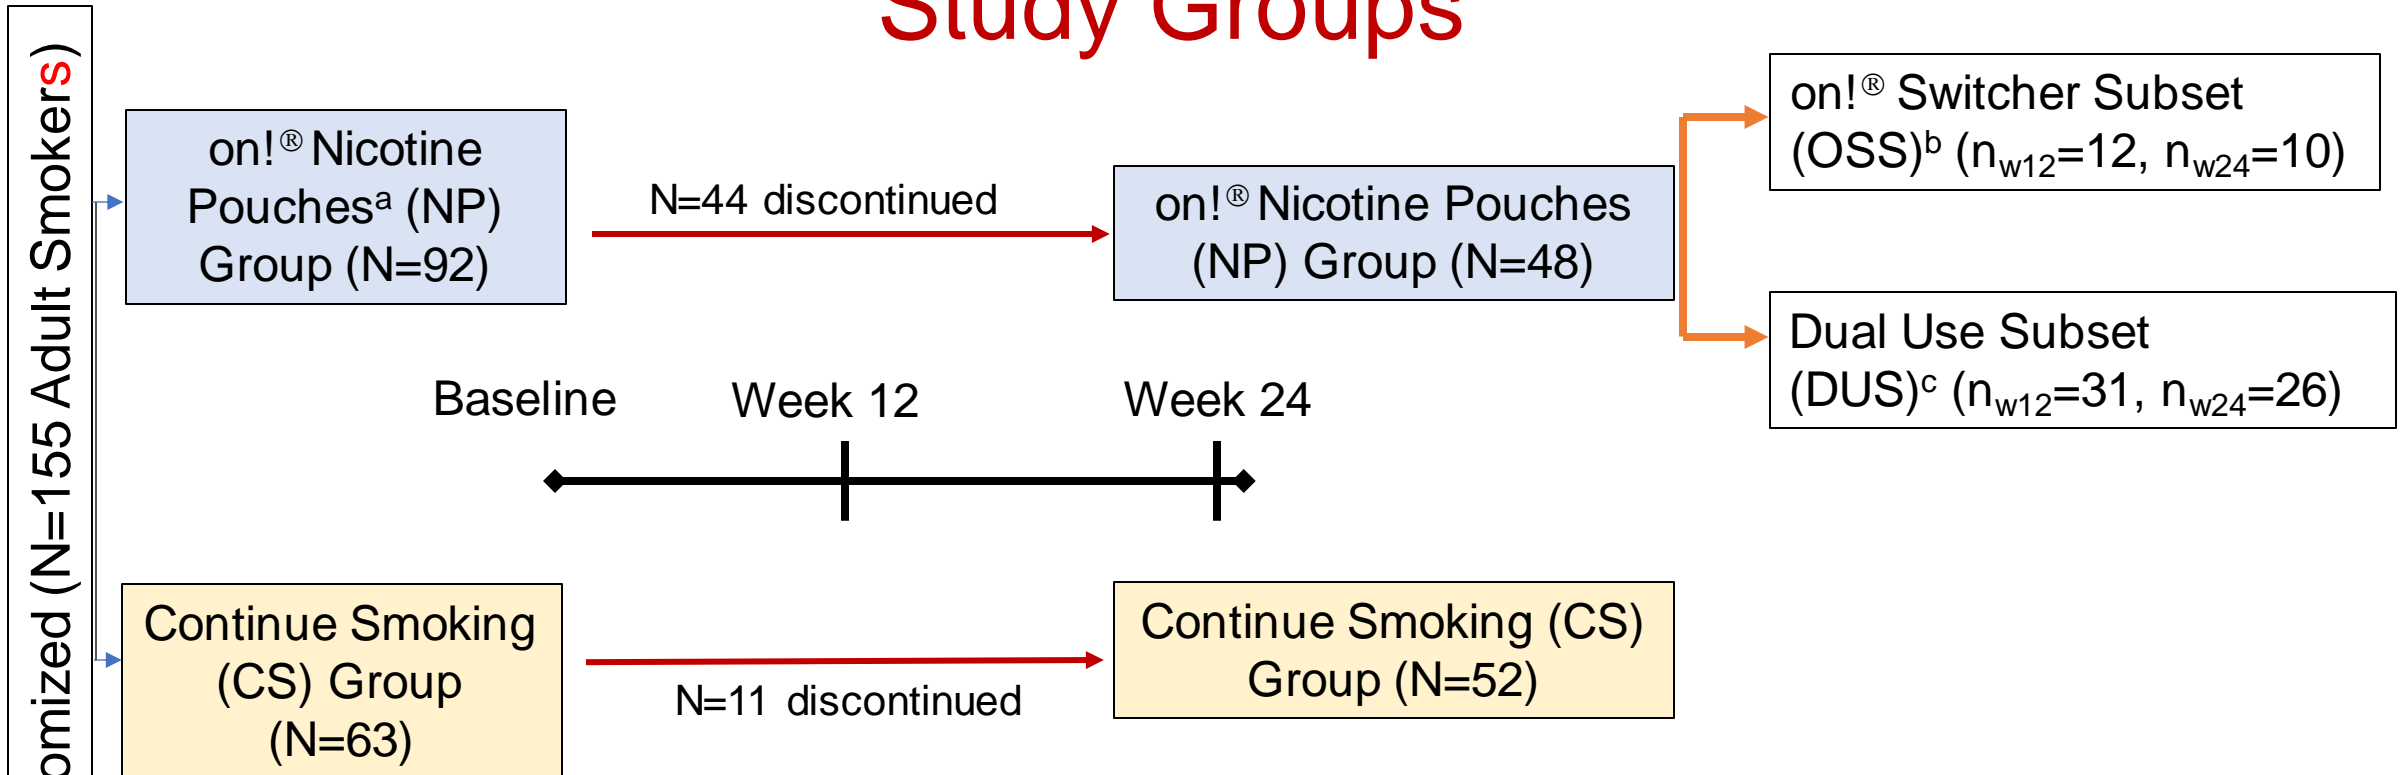 Study Groups
omized (N=155 Adult Smokers)
on!® Nicotine
Pouchesᵃ (NP)
Group (N=92)
N=44 discontinued
on!® Nicotine Pouches
(NP) Group (N=48)
on!® Switcher Subset
(OSS)ᵇ (nw12=12, nw24=10)
Dual Use Subset
(DUS)ᶜ (nw12=31, nw24=26)
Baseline
Week 12
Week 24
Continue Smoking
(CS) Group
(N=63)
N=11 discontinued
Continue Smoking (CS)
Group (N=52)